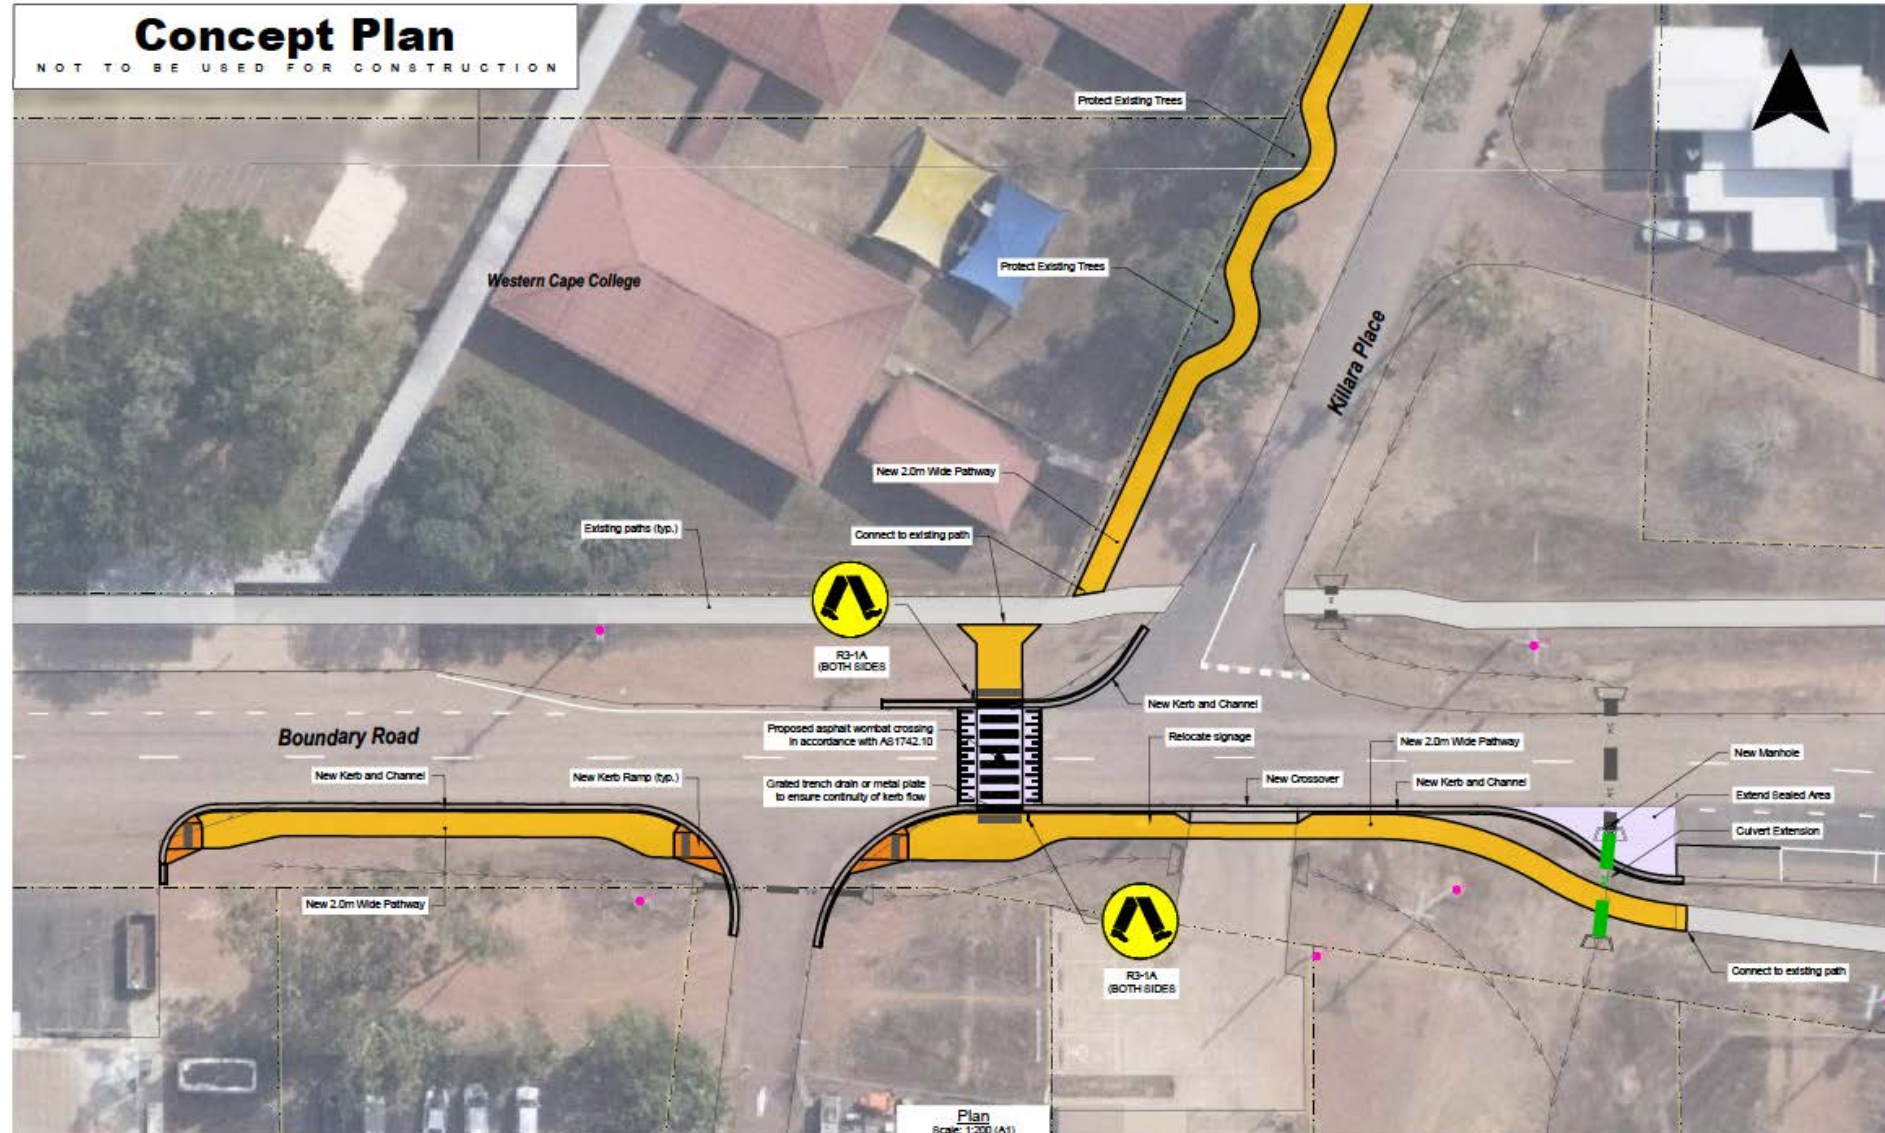 Concept Plan
NOT TO BE USED FOR CONSTRUCTION
Protect Existing Trees
Protect Existing Trees
Western Cape College
Killara Place
New 2.0m Wide Pathway
Existing paths (typ.)
Connect to existing path
R3-1A
(BOTH SIDES
New Kerb and Channel
Boundary Road
Proposed asphalt wombat crossing
in accordance with AS1742.10
Relocate signage
New 2.0m Wide Pathway
New Manhole
New Kerb and Channel
New Kerb Ramp (typ.)
Grated trench drain or metal plate
to ensure continuity of kerb flow
New Crossover
New Kerb and Channel
Extend Sealed Area
Culvert Extension
New 2.0m Wide Pathway
R3-1A
(BOTH SIDES
Connect to existing path
Plan
Scale: 1:200 (A1)